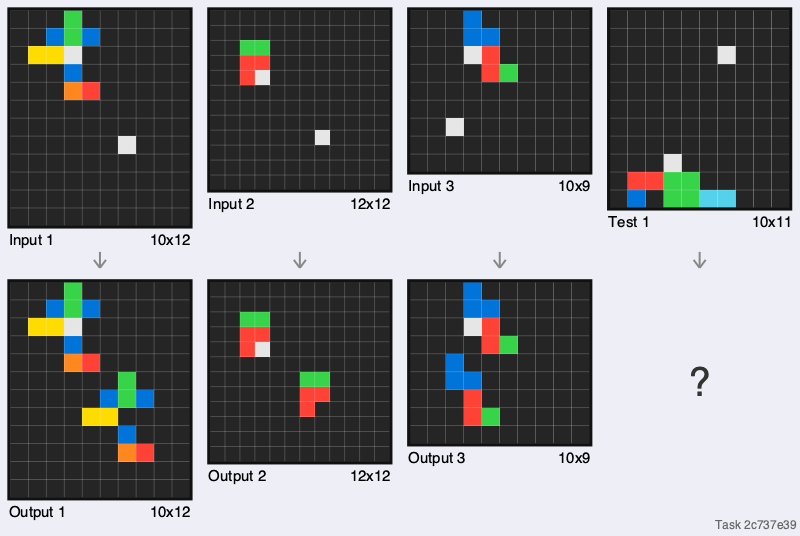 Input 1 10x12
Input 2 12x12
Input 3 10x9
Test 1 10x11
?
Output 1 10x12
Output 2 12x12
Output 3 10x9
Task 2c737e39